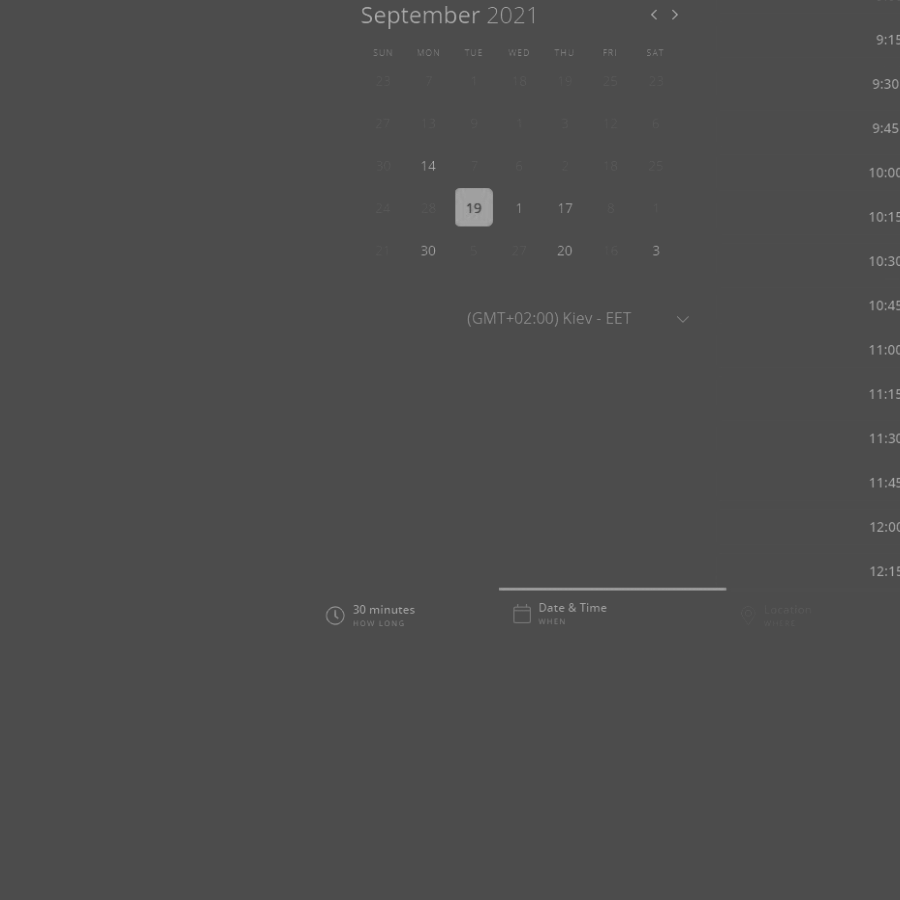 September 2021
SUN MON TUE WED THU FRI SAT
23 7 1 18 19 25 23
27 13 9 4 3 12 6
30 14 7 6 2 18 25
24 28 19 1 17 8 1
21 30 27 20 16 3
(GMT+02:00) Kiev - EET
9:15
9:30
9:45
10:00
10:15
10:30
10:45
11:00
11:15
11:30
11:45
12:00
12:15
30 minutes
HOW LONG
Date & Time
WHEN
Location
WHERE